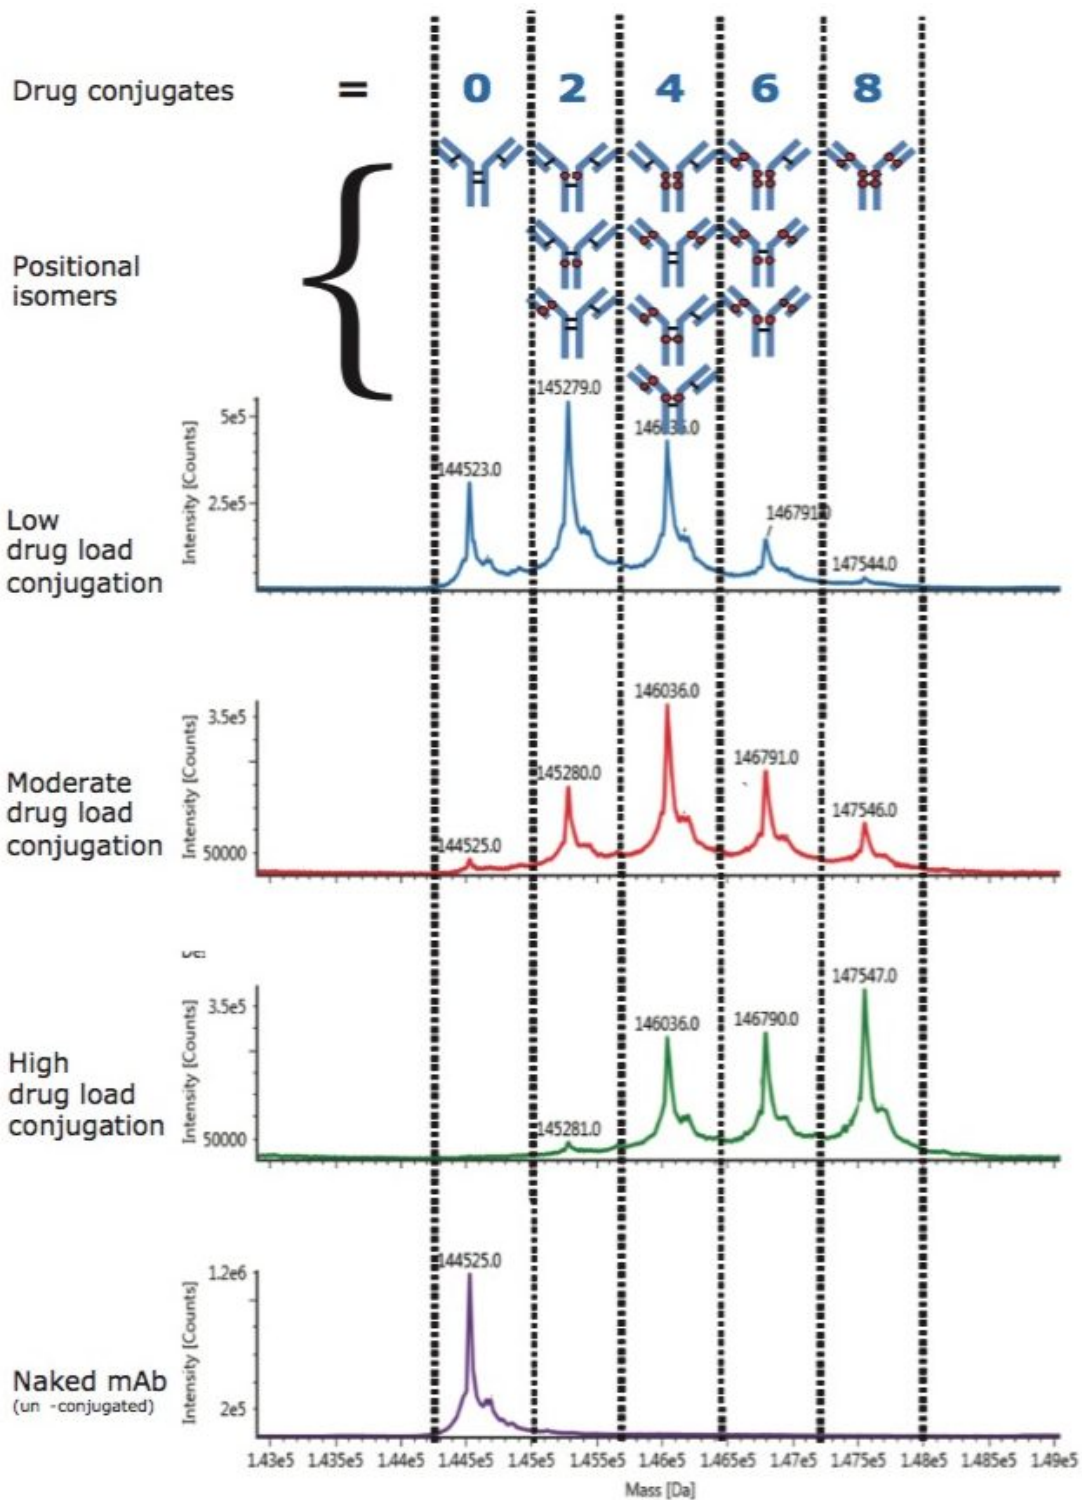 Drug conjugates = 0 2 4 6 8
Positional
isomers
Low
drug load
conjugation
Intensity [Counts]
5e5
2.5e5
144523.0
145279.0
146791.0
147544.0
Moderate
drug load
conjugation
Intensity [Counts]
3.5e5
50000
144525.0
145280.0
146036.0
146791.0
147546.0
High
drug load
conjugation
Intensity [Counts]
3.5e5
50000
145281.0
146036.0
146790.0
147547.0
Naked mAb
(un -conjugated)
Intensity [Counts]
1.2e6
2e5
144525.0
1.43e5 1.435e5 1.44e5 1.445e5 1.45e5 1.455e5 1.46e5 1.465e5 1.47e5 1.475e5 1.48e5 1.485e5 1.49e5
Mass [Da]